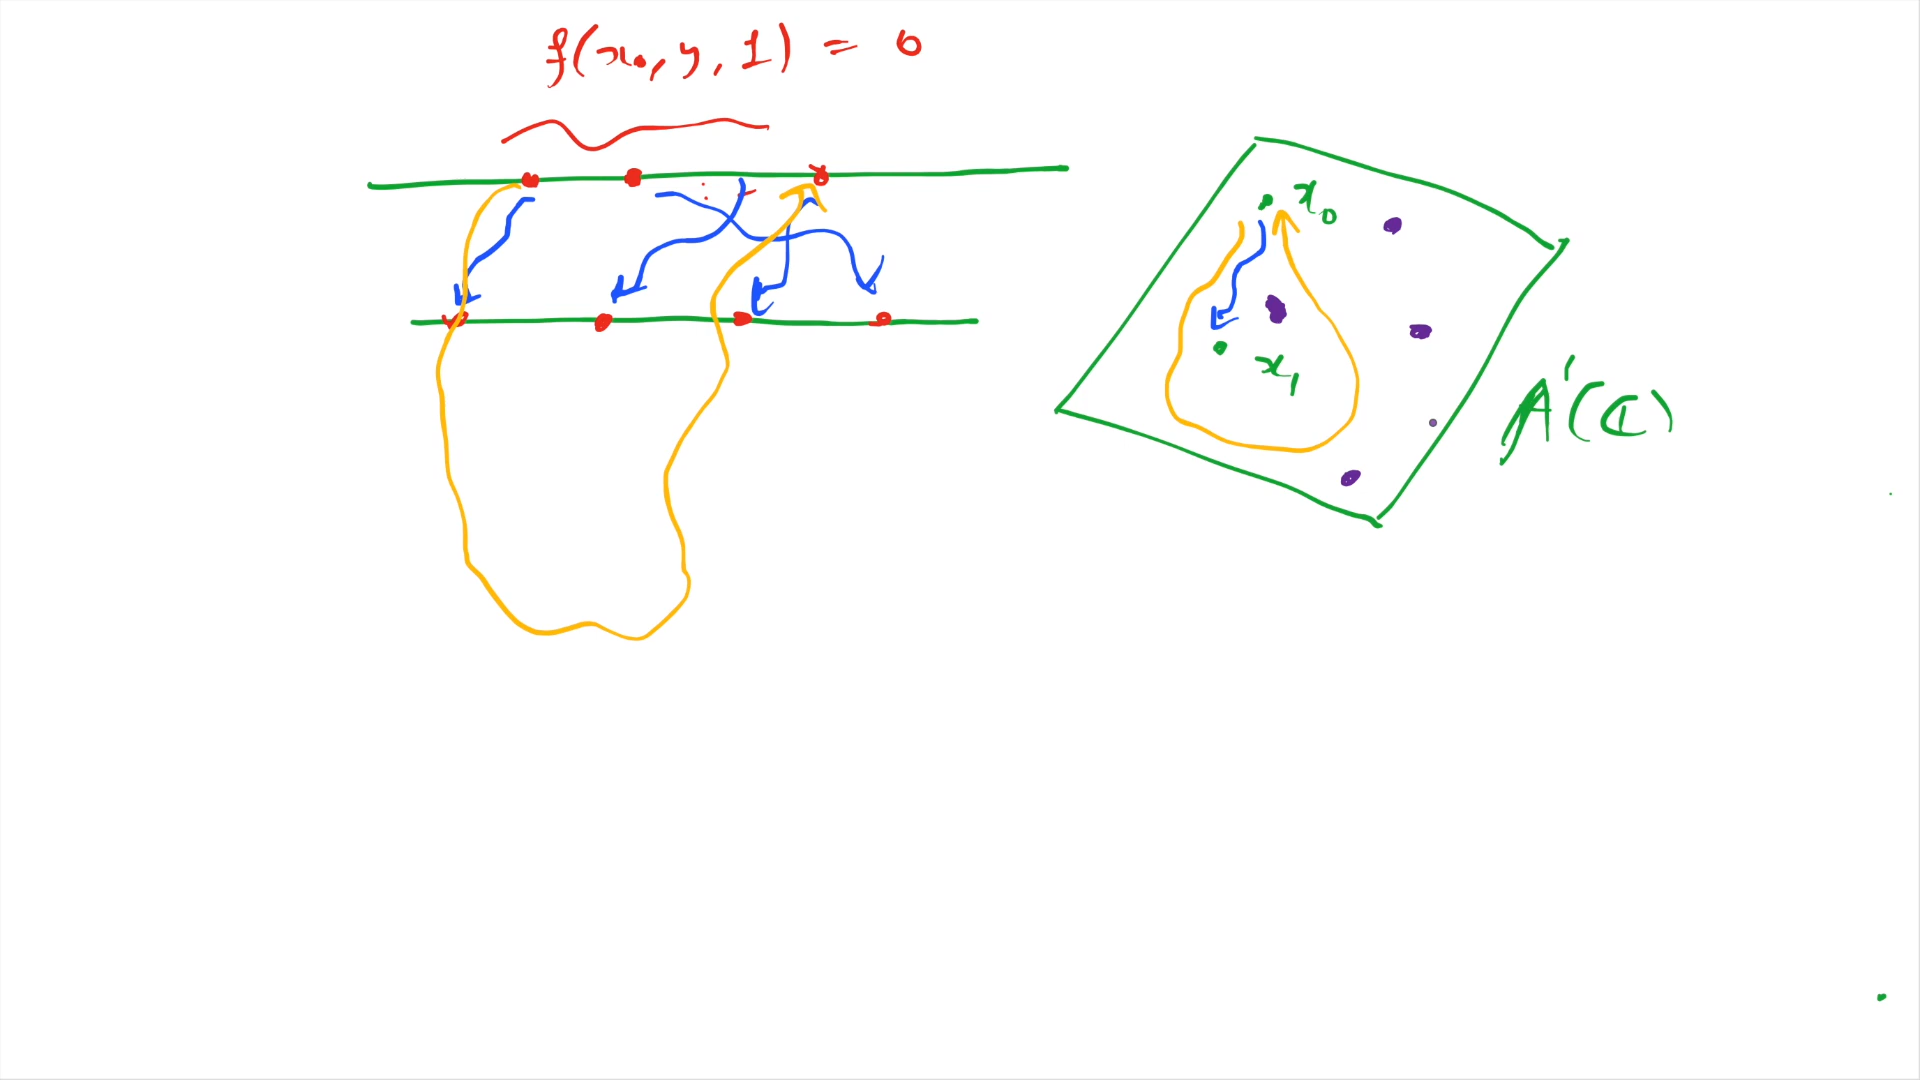 f(x₀, y, 1) = 0
x₀
x₁
A¹(ℂ)